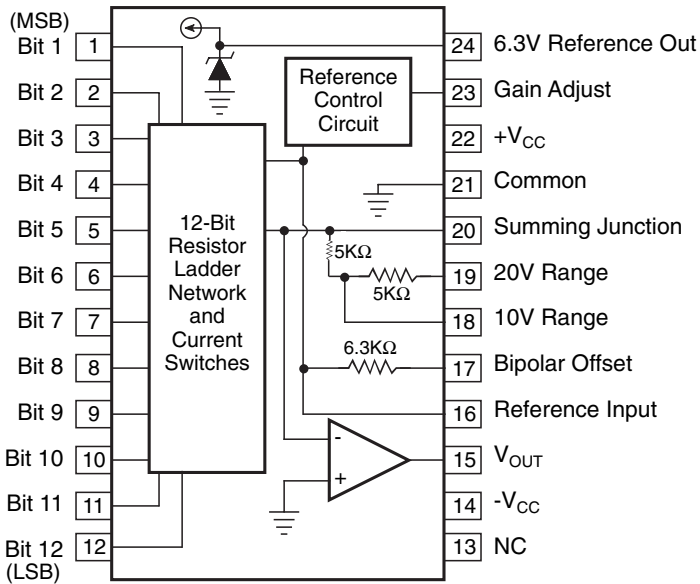 (MSB)
Bit 1 1
Bit 2 2
Bit 3 3
Bit 4 4
Bit 5 5
Bit 6 6
Bit 7 7
Bit 8 8
Bit 9 9
Bit 10 10
Bit 11 11
Bit 12 12
(LSB)
12-Bit
Resistor
Ladder
Network
and
Current
Switches
Reference
Control
Circuit
5KΩ
5KΩ
6.3KΩ
-
+
24 6.3V Reference Out
23 Gain Adjust
22 +VCC
21 Common
20 Summing Junction
19 20V Range
18 10V Range
17 Bipolar Offset
16 Reference Input
15 VOUT
14 -VCC
13 NC